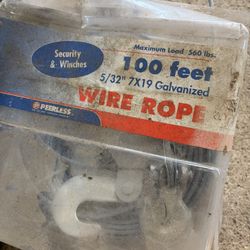 Security
& Winches
Maximum Load 560 lbs.
100 feet
5/32" 7X19 Galvanized
WIRE ROPE
PEERLESS